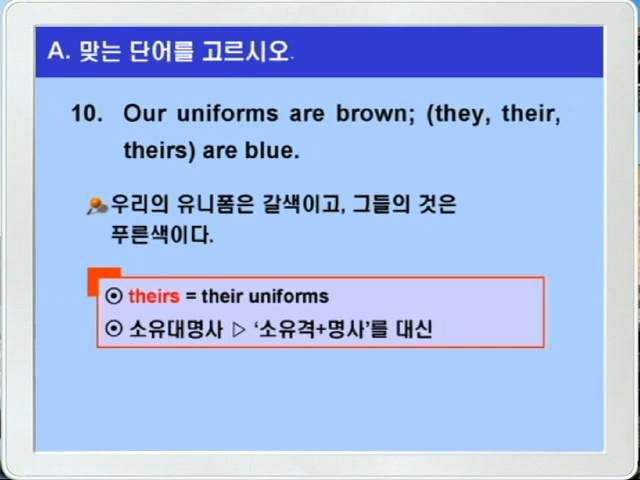 A. 맞는 단어를 고르시오.
10. Our uniforms are brown; (they, their,
theirs) are blue.
우리의 유니폼은 갈색이고, 그들의 것은
푸른색이다.
⊙ theirs = their uniforms
⊙ 소유대명사 ▷ ‘소유격+명사’를 대신